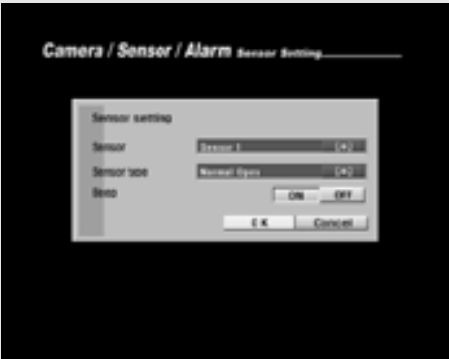 Camera / Sensor / Alarm Sensor Setting
Sensor setting
Sensor Sensor 1 [+]
Sensor type Normal Open [+]
Beep ON OFF
OK Cancel